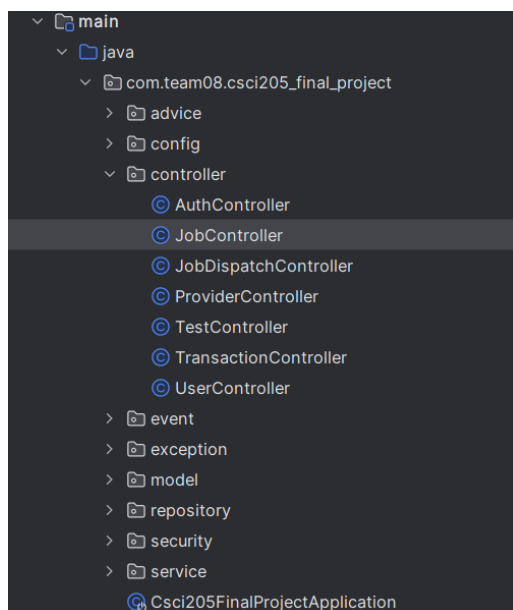 main
java
com.team08.csci205_final_project
advice
config
controller
AuthController
JobController
JobDispatchController
ProviderController
TestController
TransactionController
UserController
event
exception
model
repository
security
service
Csci205FinalProjectApplication